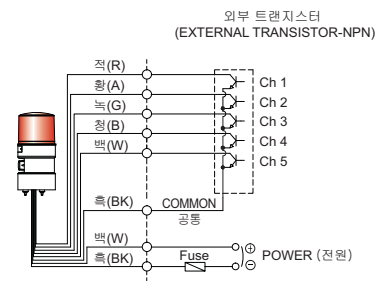 외부 트랜지스터
(EXTERNAL TRANSISTOR-NPN)
적(R)
황(A)
녹(G)
청(B)
백(W)
Ch 1
Ch 2
Ch 3
Ch 4
Ch 5
흑(BK)
COMMON
공통
백(W)
흑(BK)
Fuse
⊕
⊖
POWER (전원)